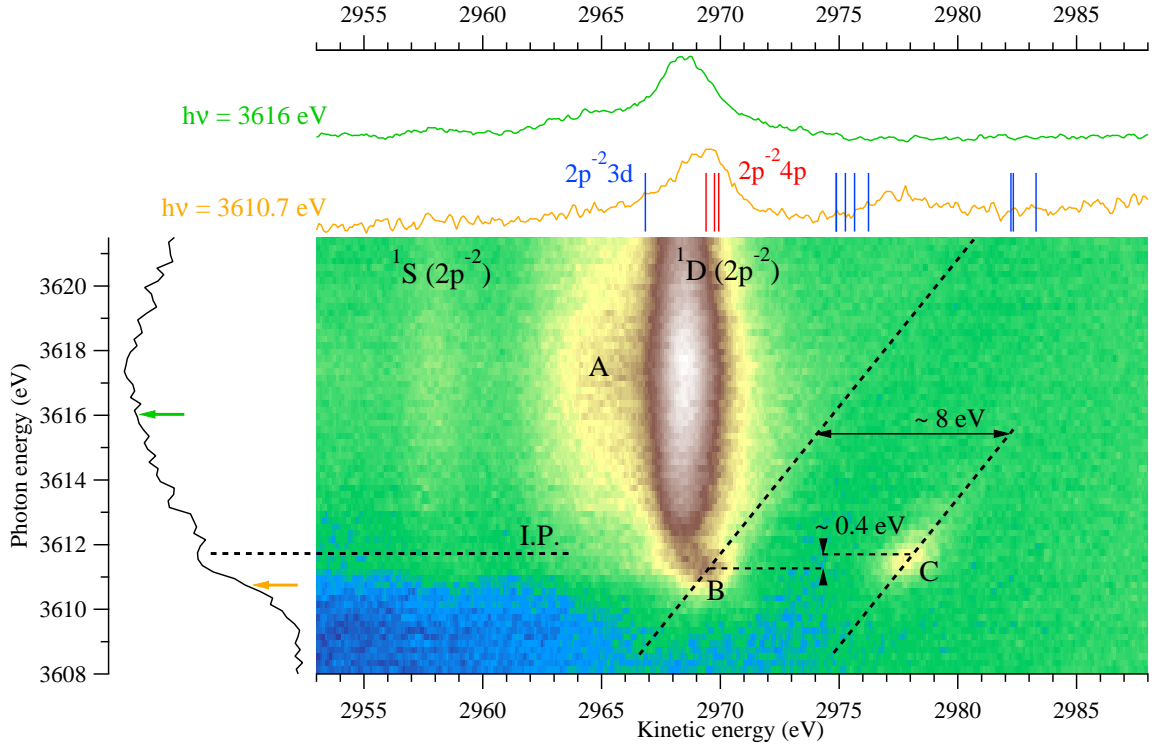 2955 2960 2965 2970 2975 2980 2985
hν = 3616 eV
2p⁻²3d 2p⁻²4p
hν = 3610.7 eV
¹S (2p⁻²) ¹D (2p⁻²)
3620
3618
A
3616
~ 8 eV
3614
~ 0.4 eV
I.P.
3612
C
B
3610
3608
Photon energy (eV)
2955 2960 2965 2970 2975 2980 2985
Kinetic energy (eV)